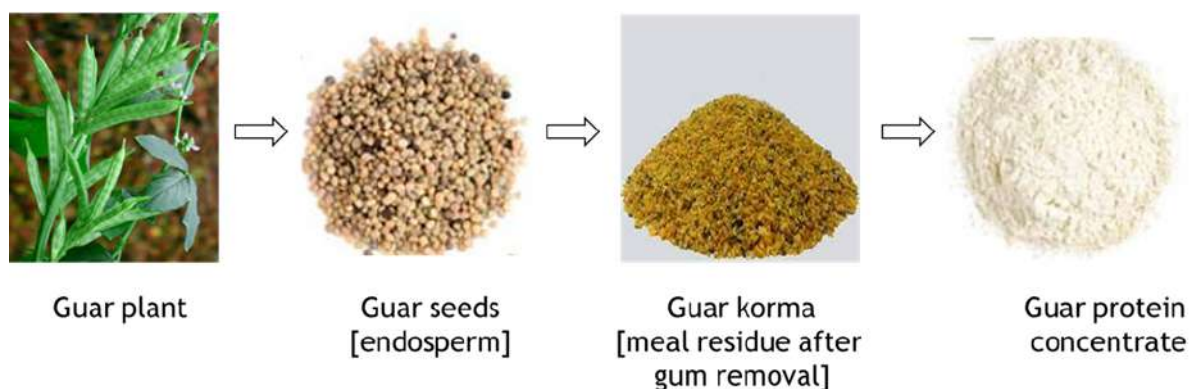 Guar plant
Guar seeds
[endosperm]
Guar korma
[meal residue after
gum removal]
Guar protein
concentrate